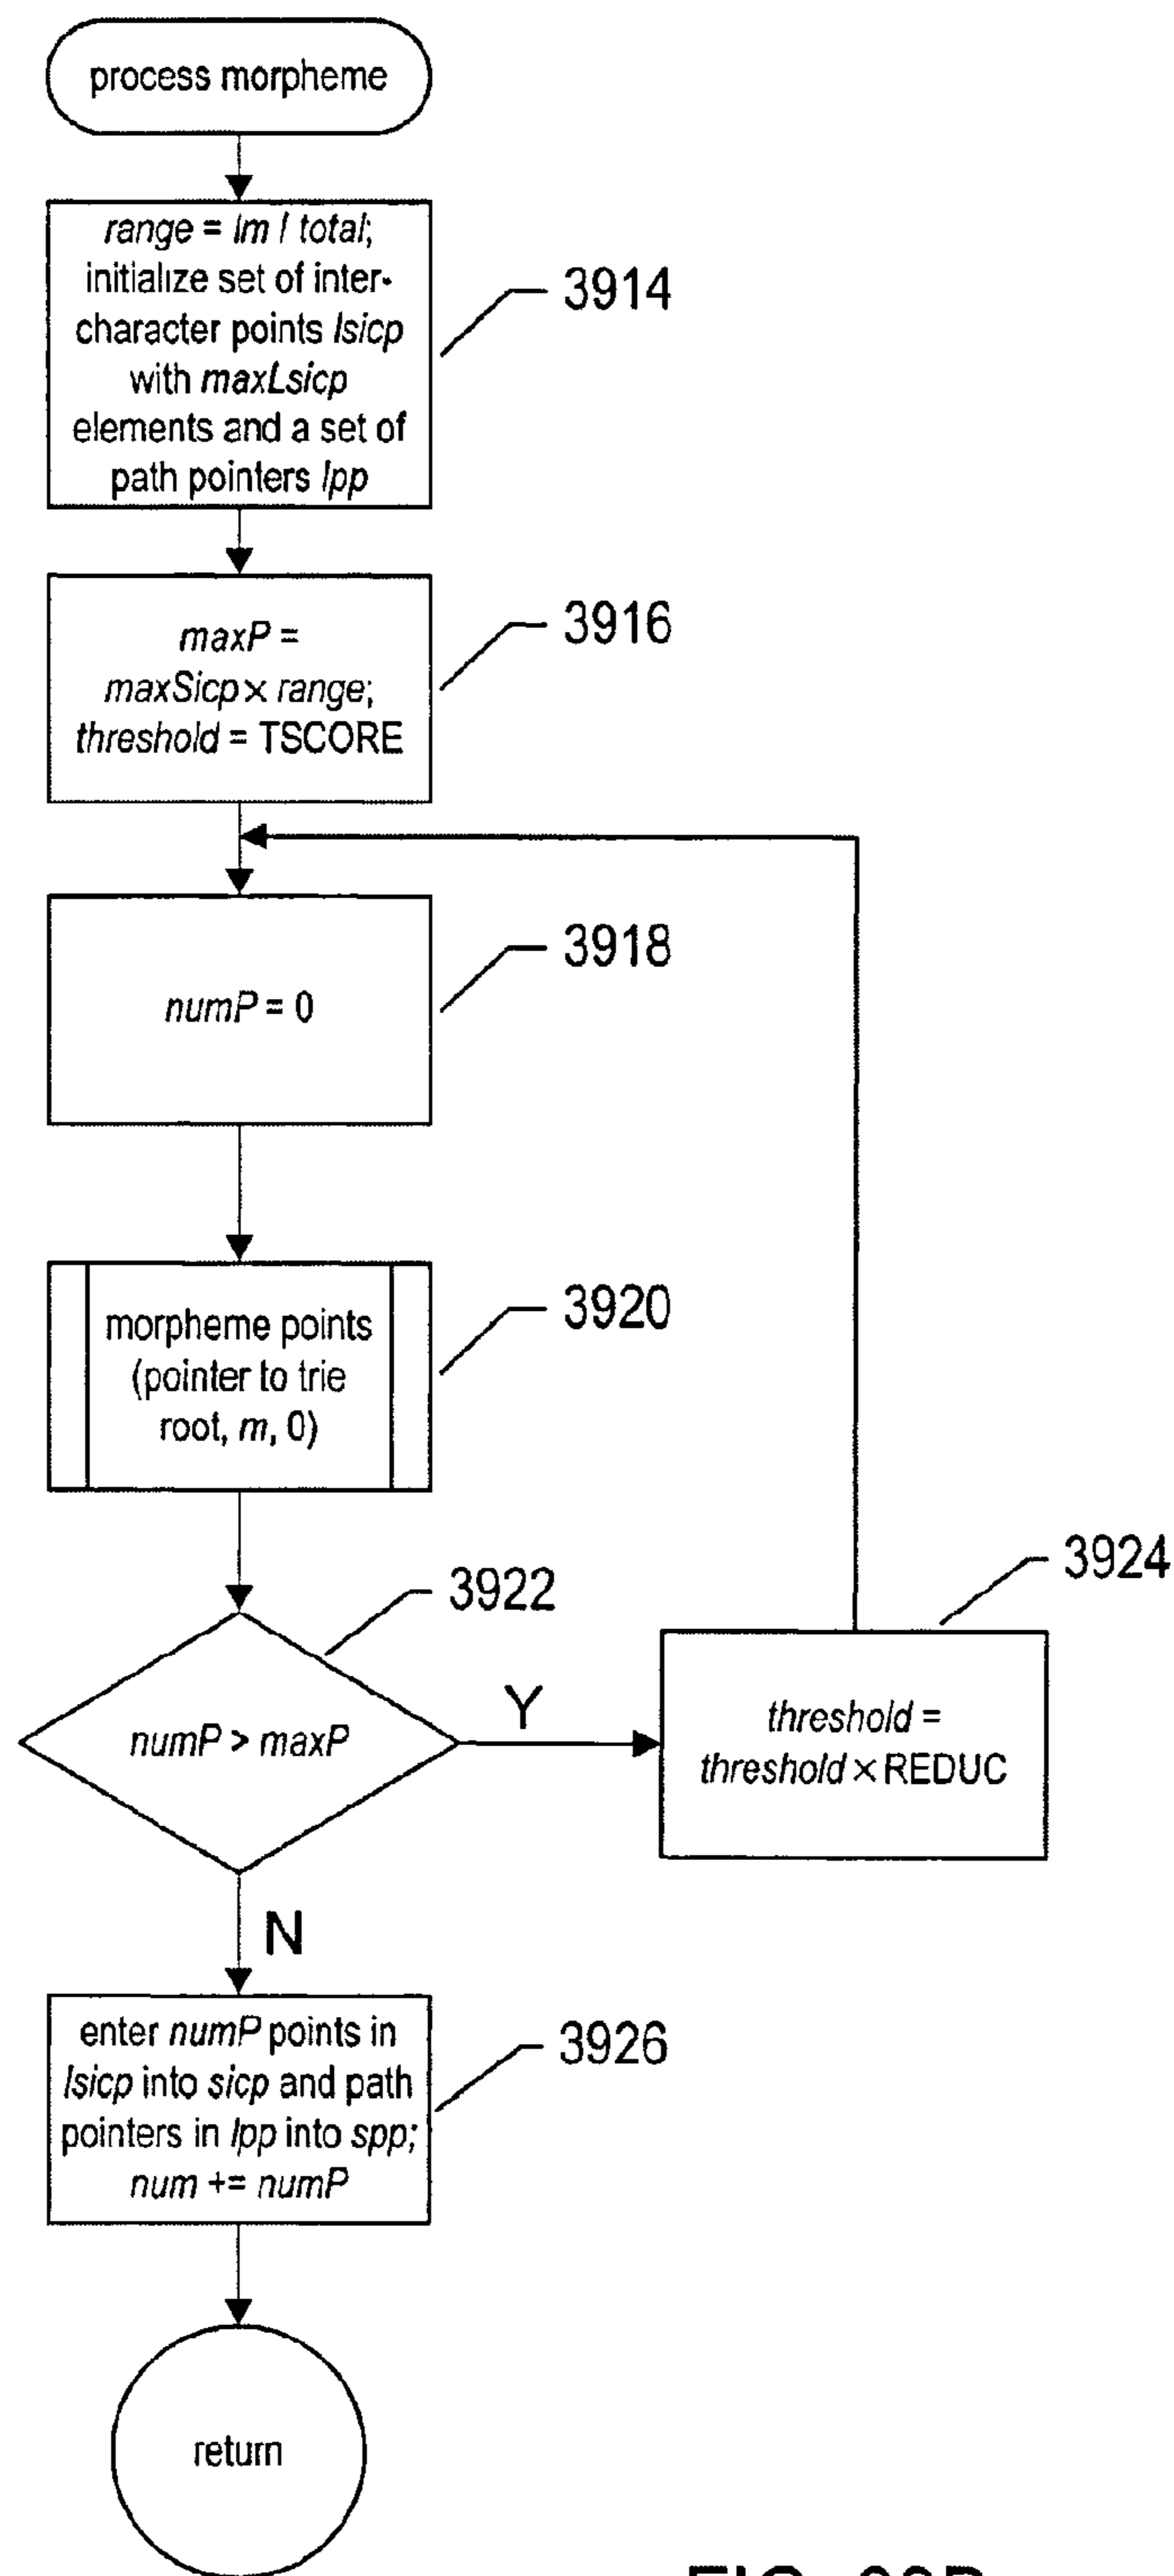 process morpheme
range = lm / total;
initialize set of inter-
character points lsicp
with maxLsicp
elements and a set of
path pointers lpp
3914
maxP =
maxSicp × range;
threshold = TSCORE
3916
numP = 0
3918
morpheme points
(pointer to trie
root, m, 0)
3920
numP > maxP
3922
Y
threshold =
threshold × REDUC
3924
N
enter numP points in
lsicp into sicp and path
pointers in lpp into spp;
num += numP
3926
return